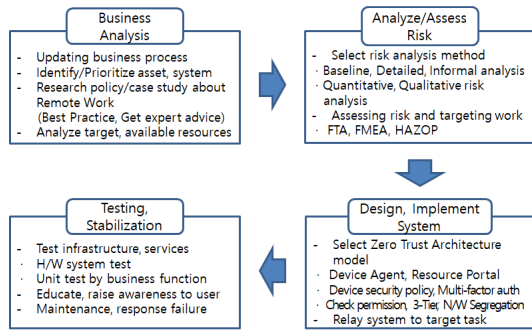 Business
Analysis
- Updating business process
- Identify/Prioritize asset, system
- Research policy/case study about
Remote Work
(Best Practice, Get expert advice)
- Analyze target, available resources
Analyze/Assess
Risk
- Select risk analysis method
· Baseline, Detailed, Informal analysis
· Quantitative, Qualitative risk
analysis
- Assessing risk and targeting work
· FTA, FMEA, HAZOP
Design, Implement
System
- Select Zero Trust Architecture
model
· Device Agent, Resource Portal
· Device security policy, Multi-factor auth
· Check permission, 3-Tier, N/W Segregation
- Relay system to target task
Testing,
Stabilization
- Test infrastructure, services
· H/W system test
· Unit test by business function
- Educate, raise awareness to user
- Maintenance, response failure